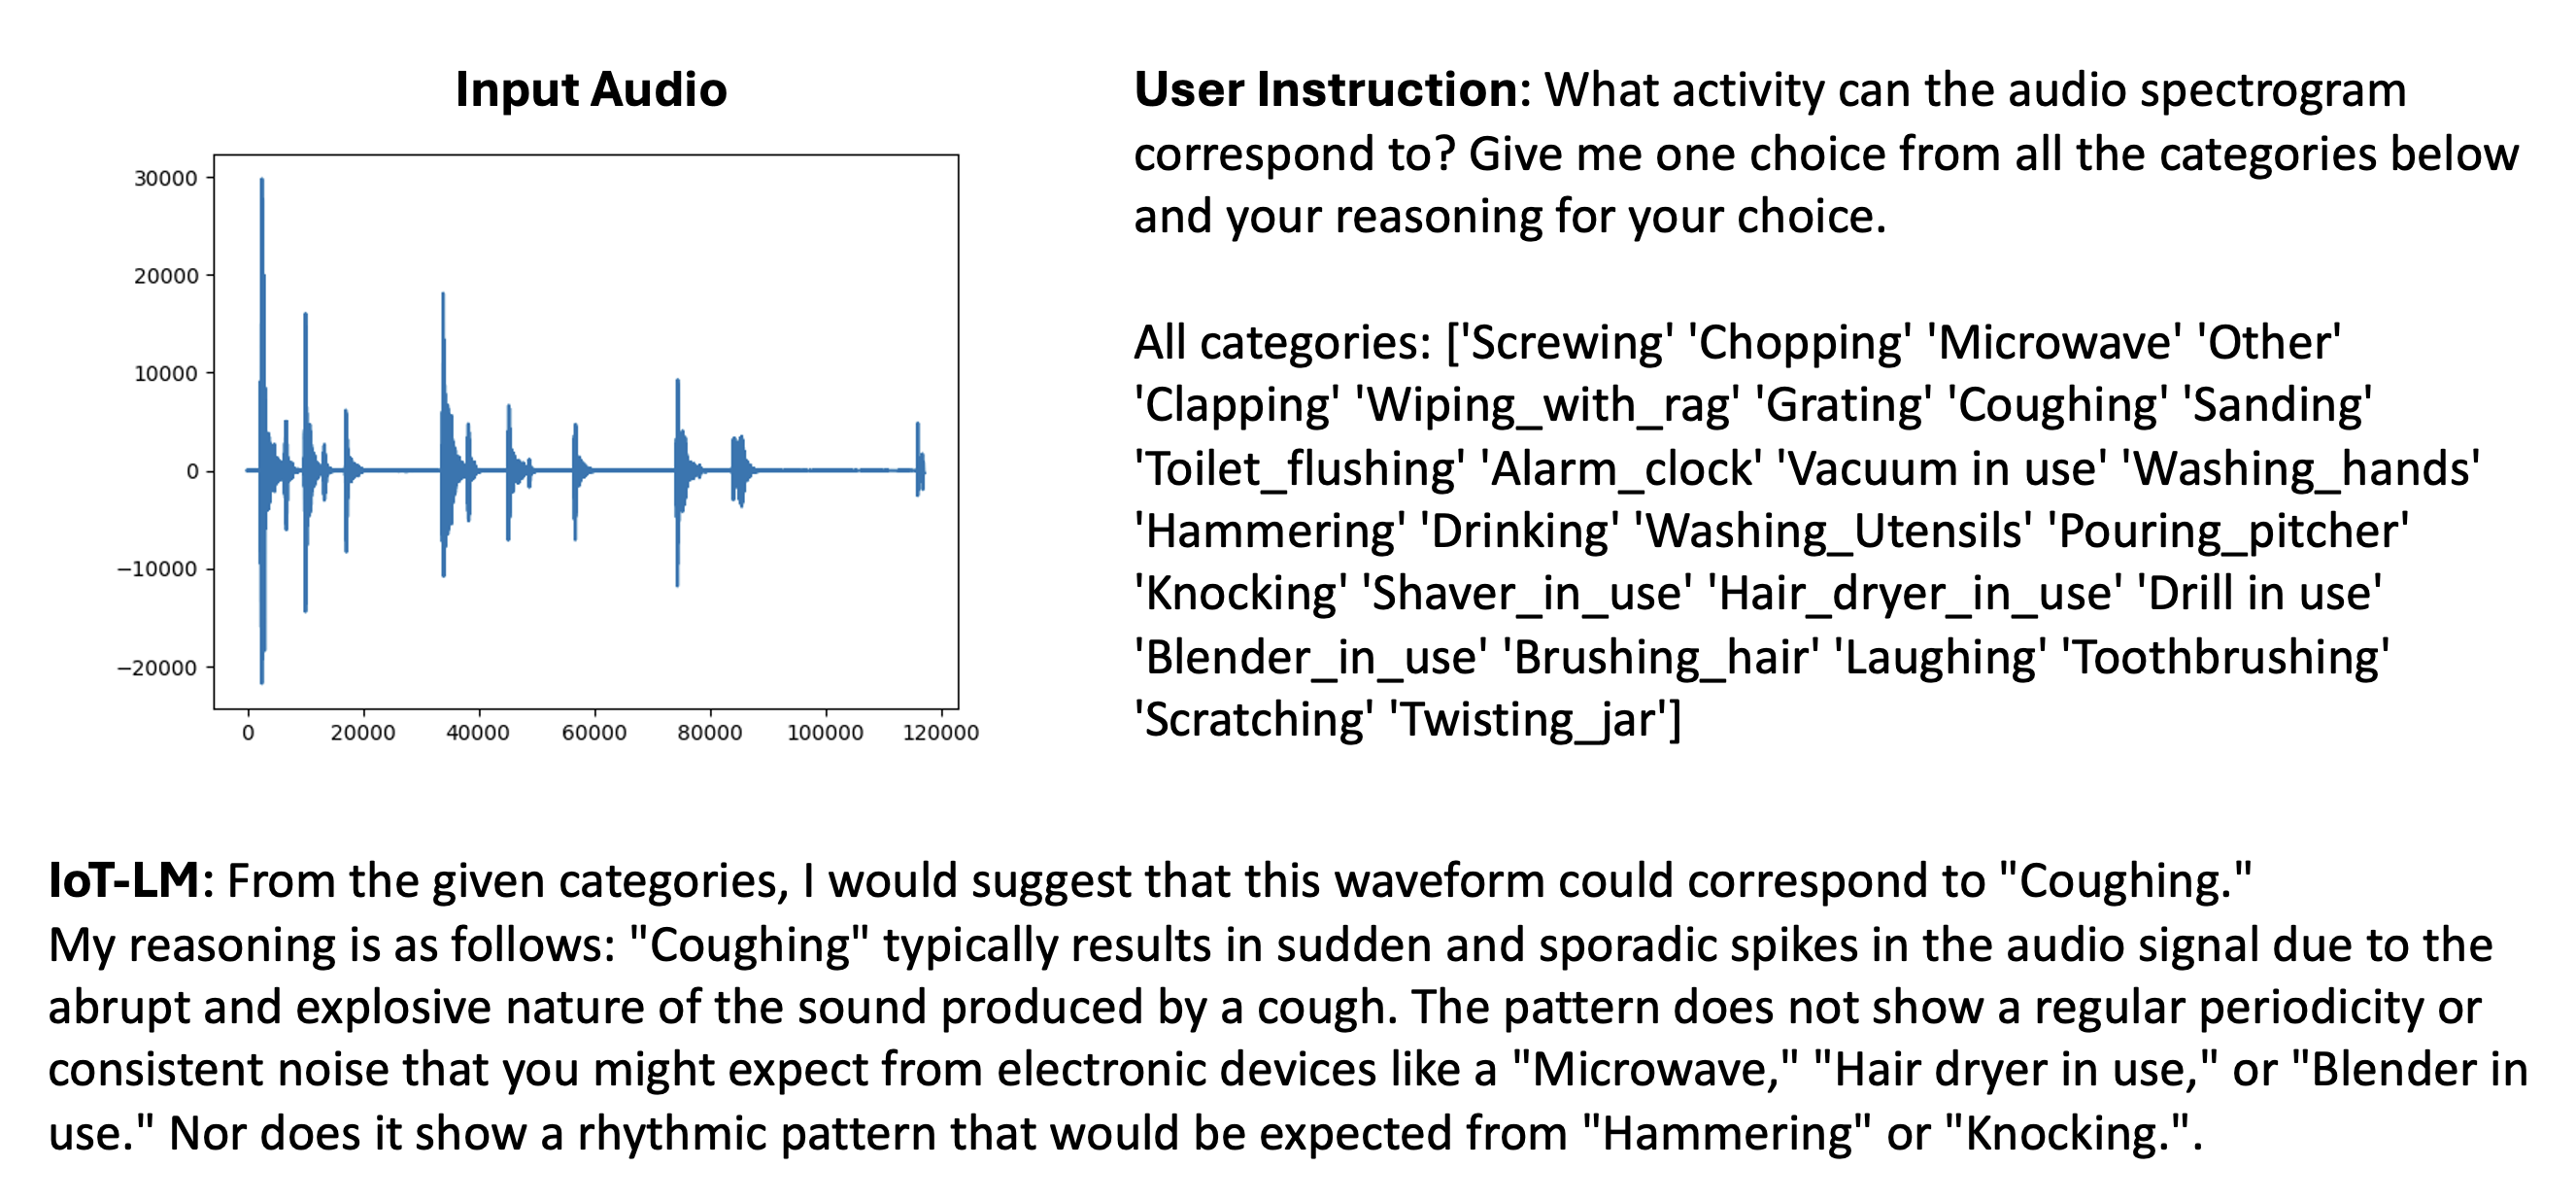 Input Audio
30000
20000
10000
0
−10000
−20000
0 20000 40000 60000 80000 100000 120000
User Instruction: What activity can the audio spectrogram
correspond to? Give me one choice from all the categories below
and your reasoning for your choice.
All categories: ['Screwing' 'Chopping' 'Microwave' 'Other'
'Clapping' 'Wiping_with_rag' 'Grating' 'Coughing' 'Sanding'
'Toilet_flushing' 'Alarm_clock' 'Vacuum in use' 'Washing_hands'
'Hammering' 'Drinking' 'Washing_Utensils' 'Pouring_pitcher'
'Knocking' 'Shaver_in_use' 'Hair_dryer_in_use' 'Drill in use'
'Blender_in_use' 'Brushing_hair' 'Laughing' 'Toothbrushing'
'Scratching' 'Twisting_jar']
IoT-LM: From the given categories, I would suggest that this waveform could correspond to "Coughing."
My reasoning is as follows: "Coughing" typically results in sudden and sporadic spikes in the audio signal due to the
abrupt and explosive nature of the sound produced by a cough. The pattern does not show a regular periodicity or
consistent noise that you might expect from electronic devices like a "Microwave," "Hair dryer in use," or "Blender in
use." Nor does it show a rhythmic pattern that would be expected from "Hammering" or "Knocking.".